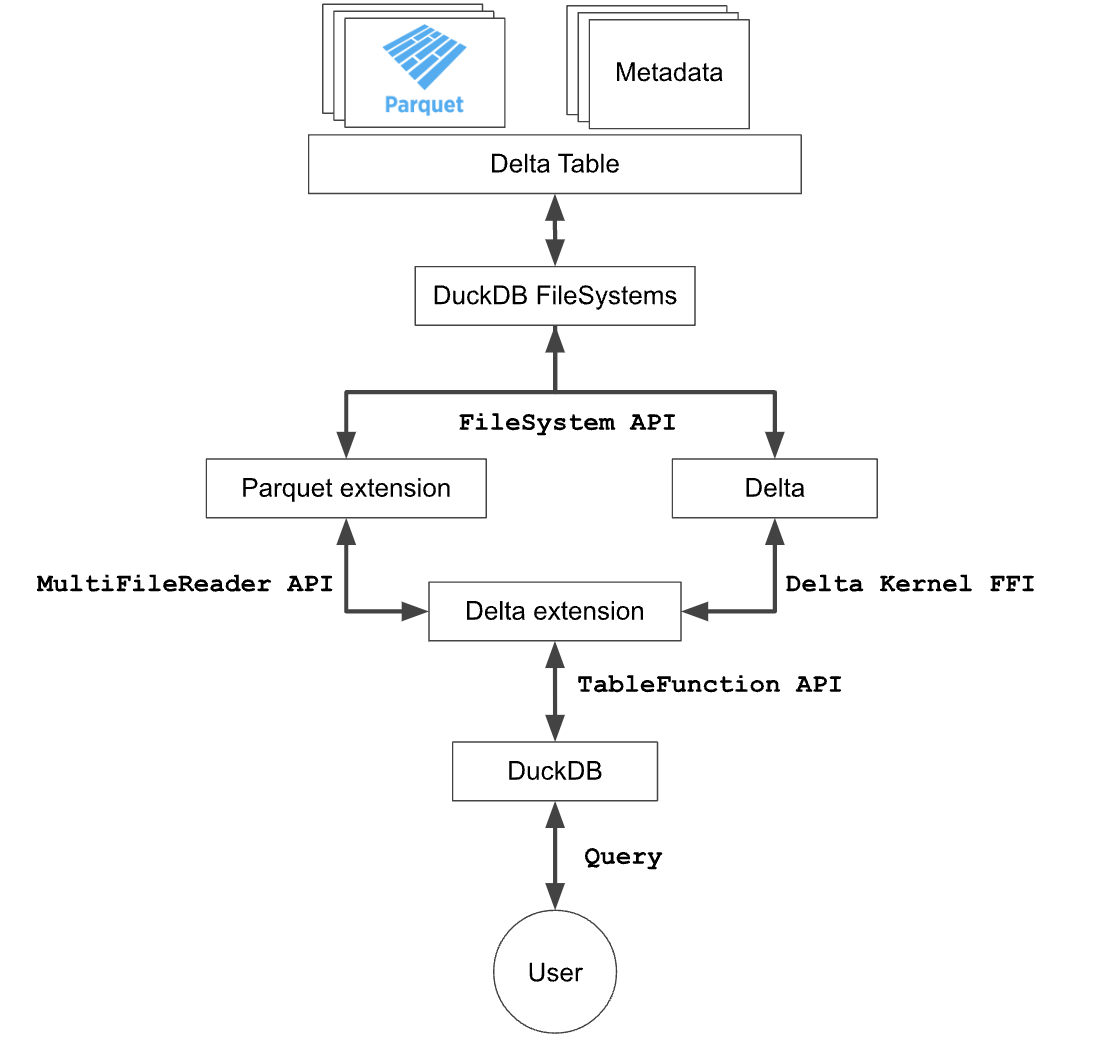 Parquet
Metadata
Delta Table
DuckDB FileSystems
FileSystem API
Parquet extension
Delta
MultiFileReader API
Delta Kernel FFI
Delta extension
TableFunction API
DuckDB
Query
User